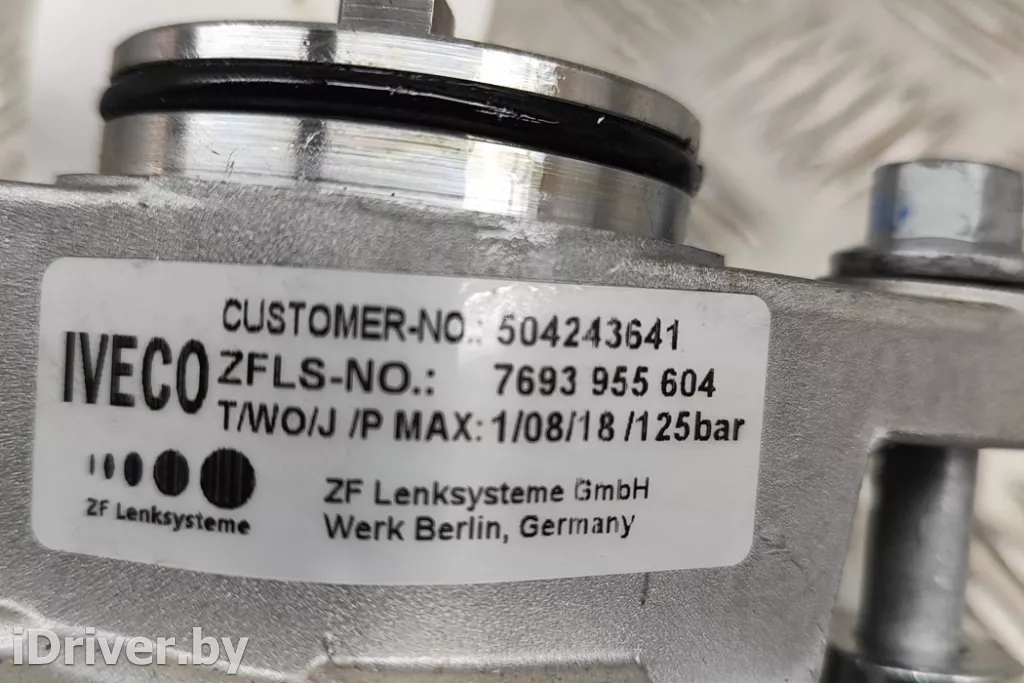 IVECO
CUSTOMER-NO.: 504243641
ZFLS-NO.: 7693 955 604
T/WO/J /P MAX: 1/08/18 /125bar
ZF Lenksysteme
ZF Lenksysteme GmbH
Werk Berlin, Germany
iDriver.by